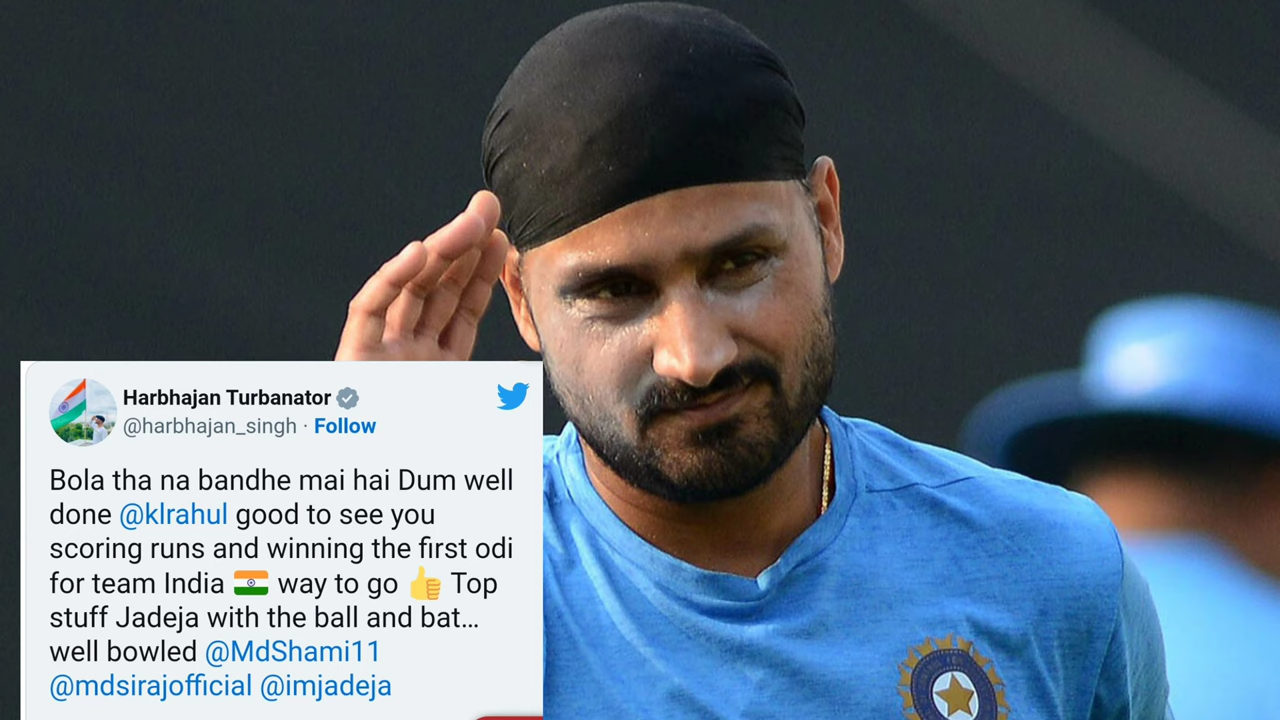 Harbhajan Turbanator
@harbhajan_singh · Follow
Bola tha na bandhe mai hai Dum well
done @klrahul good to see you
scoring runs and winning the first odi
for team India 🇮🇳 way to go 👍 Top
stuff Jadeja with the ball and bat…
well bowled @MdShami11
@mdsirajofficial @imjadeja